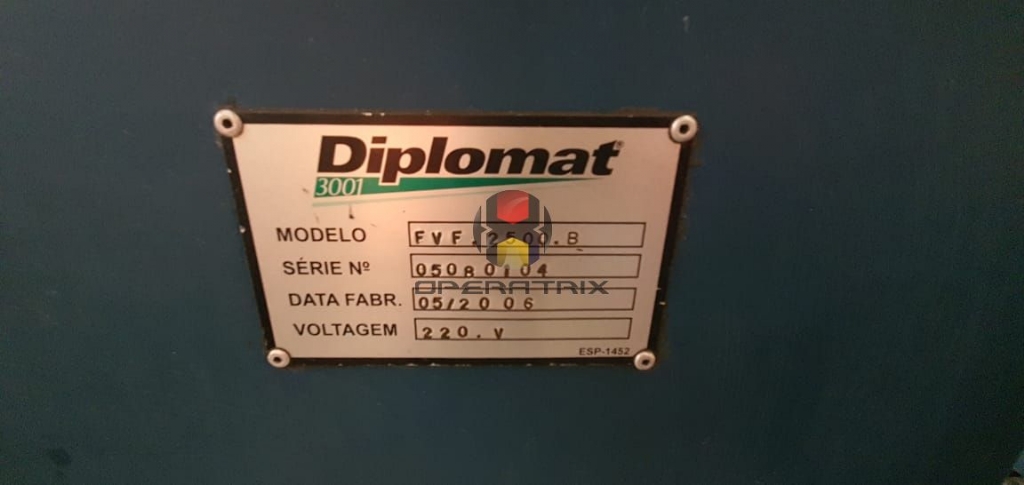 Diplomat®
3001
MODELO FVF.2500.B
SÉRIE Nº 05080104
OPERATRIX
DATA FABR. 05/2006
VOLTAGEM 220.V
ESP-1452